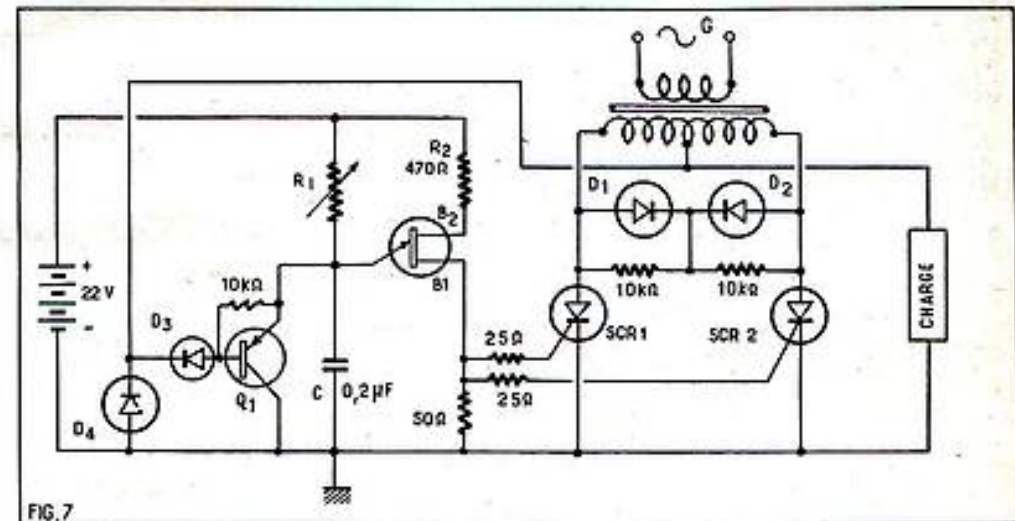 G
R1
R2
470Ω
D1
D2
B2
B1
+
22 V
-
10kΩ
D3
Q1
D4
C 0,2µF
25Ω
25Ω
50Ω
10kΩ
10kΩ
SCR1
SCR 2
CHARGE
FIG.7